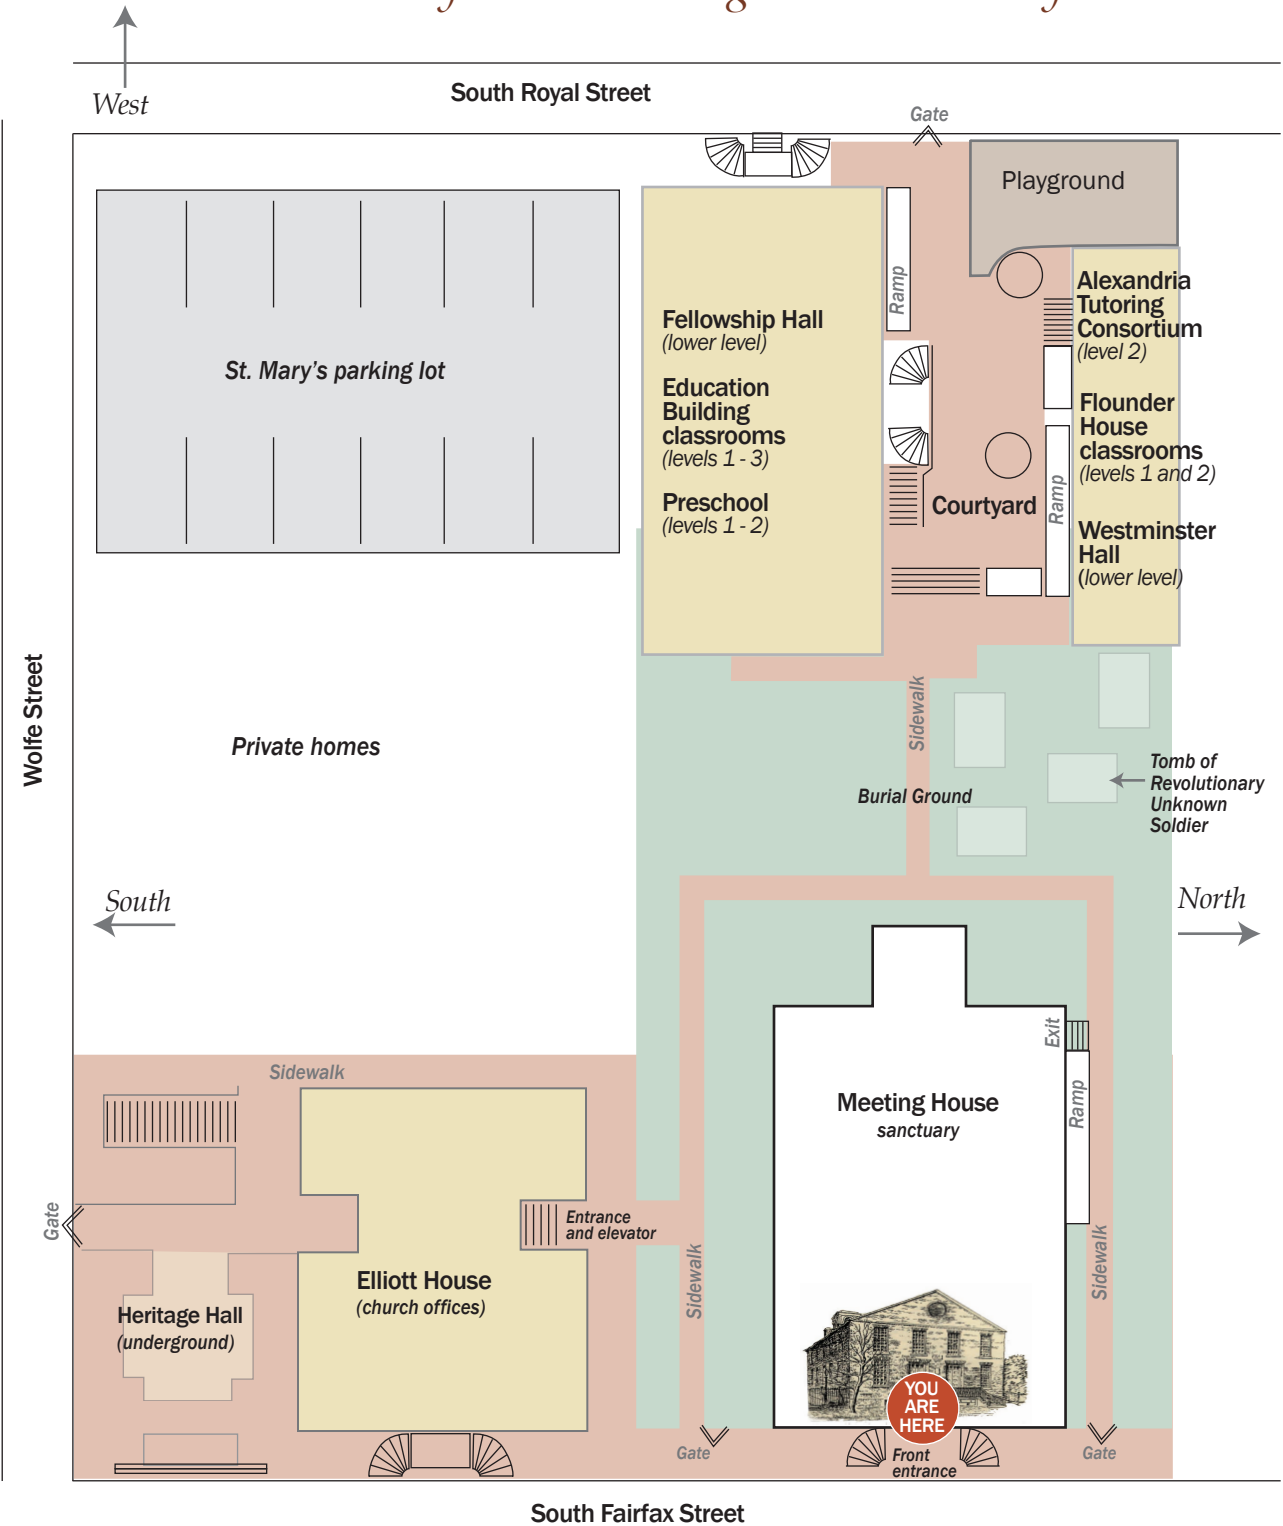 West
South Royal Street
Gate
Playground
Ramp
Alexandria
Tutoring
Consortium
(level 2)
Fellowship Hall
(lower level)
St. Mary's parking lot
Education
Building
classrooms
(levels 1 - 3)
Flounder
House
classrooms
(levels 1 and 2)
Preschool
(levels 1 - 2)
Courtyard
Ramp
Westminster
Hall
(lower level)
Wolfe Street
Private homes
Sidewalk
Burial Ground
Tomb of
Revolutionary
Unknown
Soldier
South
North
Exit
Sidewalk
Ramp
Meeting House
sanctuary
Gate
Entrance
and elevator
Sidewalk
Sidewalk
Elliott House
(church offices)
Heritage Hall
(underground)
YOU
ARE
HERE
Gate
Front
entrance
Gate
South Fairfax Street